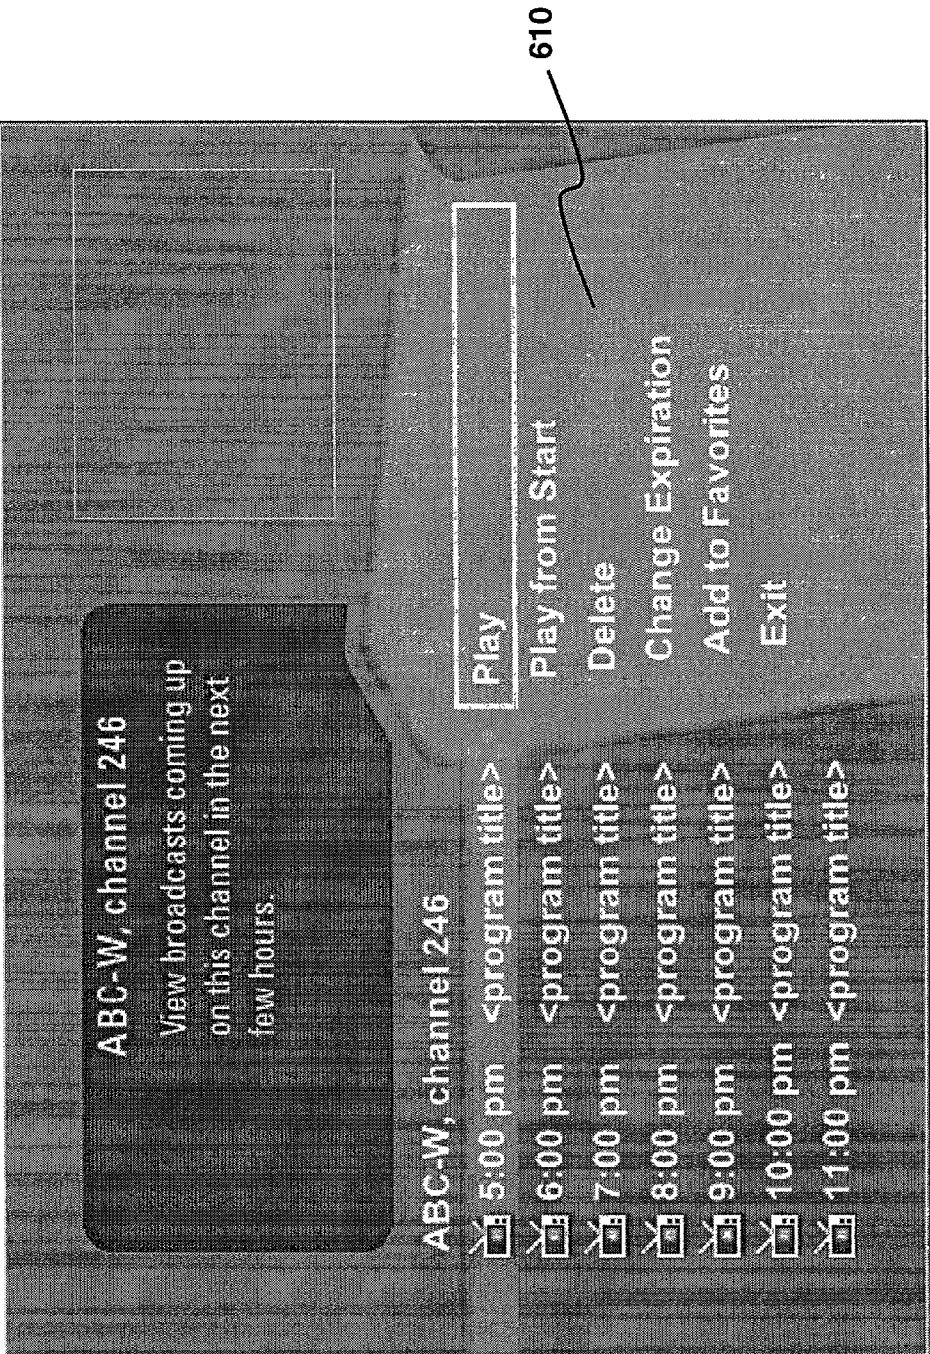 ABC-W, channel 246
View broadcasts coming up
on this channel in the next
few hours.
ABC-W, channel 246
5:00 pm <program title>
6:00 pm <program title>
7:00 pm <program title>
8:00 pm <program title>
9:00 pm <program title>
10:00 pm <program title>
11:00 pm <program title>
Play
Play from Start
Delete
Change Expiration
Add to Favorites
Exit
610